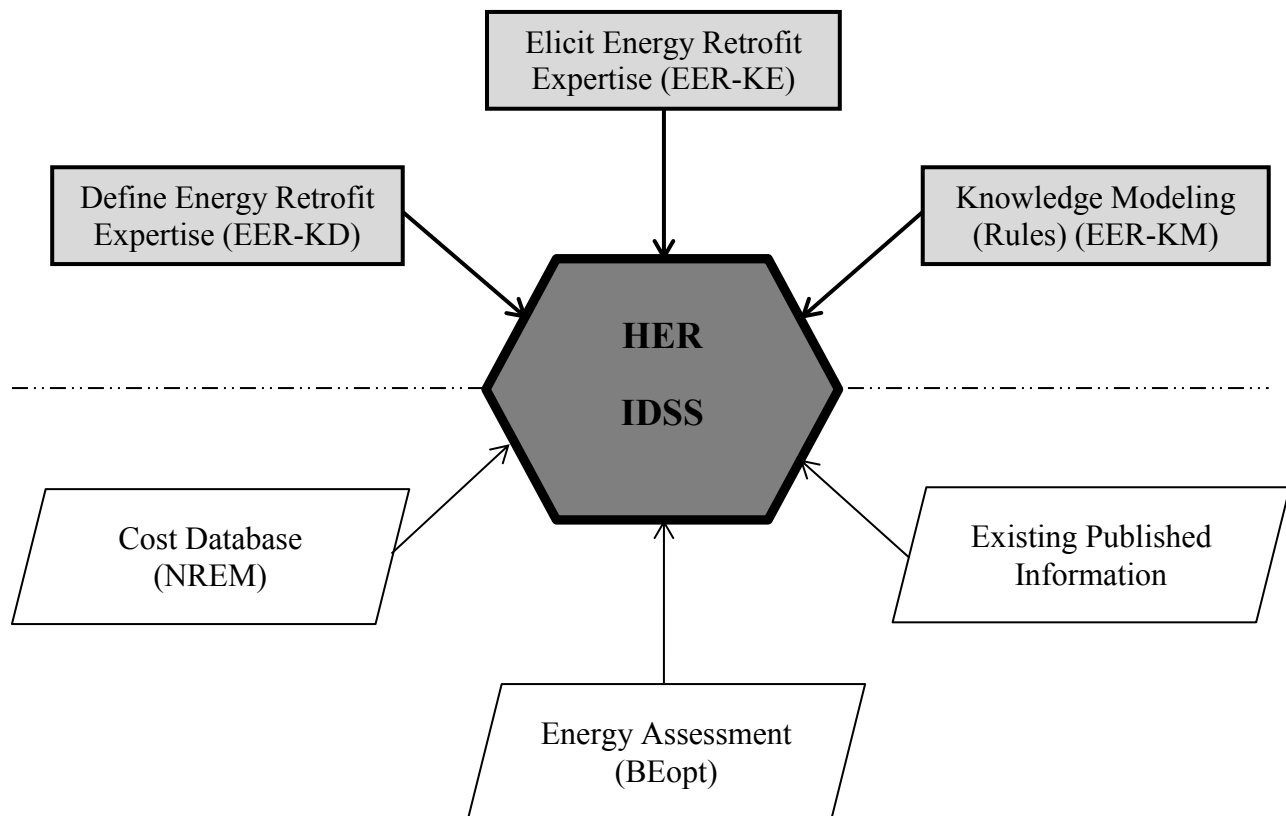 Elicit Energy Retrofit
Expertise (EER-KE)
Define Energy Retrofit
Expertise (EER-KD)
Knowledge Modeling
(Rules) (EER-KM)
HER
IDSS
Cost Database
(NREM)
Existing Published
Information
Energy Assessment
(BEopt)